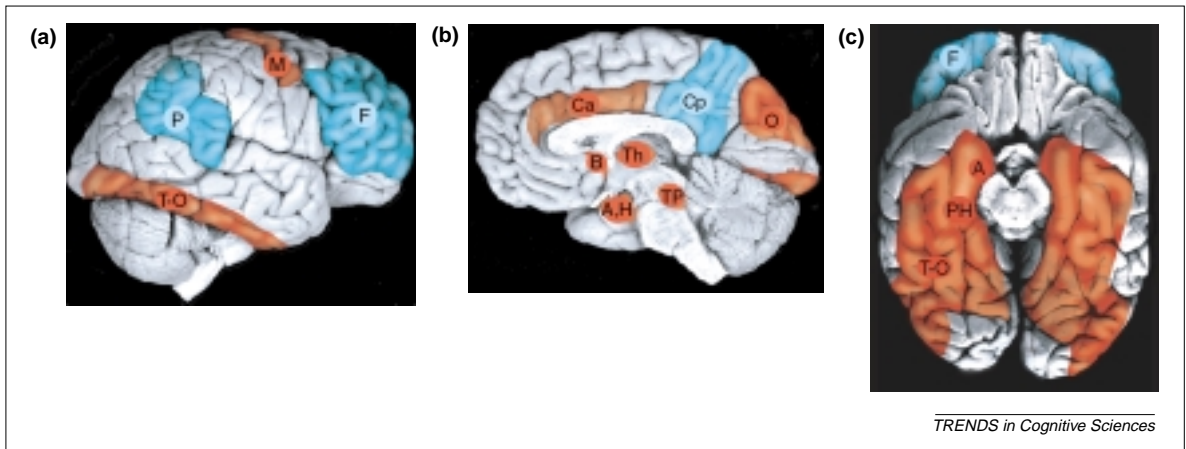 (a)
M
P
F
T-O
(b)
Ca
Cp
O
B
Th
A,H
TP
(c)
F
A
PH
T-O
TRENDS in Cognitive Sciences